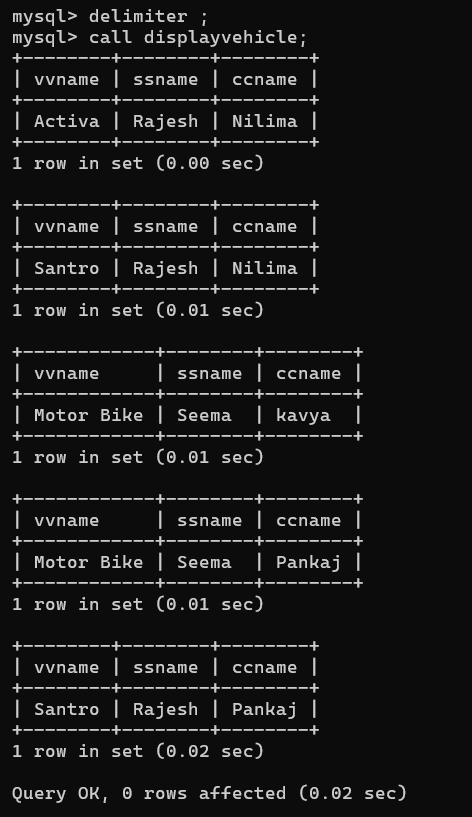 mysql> delimiter ;
mysql> call displayvehicle;
+--------+--------+--------+
| vvname | ssname | ccname |
+--------+--------+--------+
| Activa | Rajesh | Nilima |
+--------+--------+--------+
1 row in set (0.00 sec)

+--------+--------+--------+
| vvname | ssname | ccname |
+--------+--------+--------+
| Santro | Rajesh | Nilima |
+--------+--------+--------+
1 row in set (0.01 sec)

+------------+--------+--------+
| vvname     | ssname | ccname |
+------------+--------+--------+
| Motor Bike | Seema  | kavya  |
+------------+--------+--------+
1 row in set (0.01 sec)

+------------+--------+--------+
| vvname     | ssname | ccname |
+------------+--------+--------+
| Motor Bike | Seema  | Pankaj |
+------------+--------+--------+
1 row in set (0.01 sec)

+--------+--------+--------+
| vvname | ssname | ccname |
+--------+--------+--------+
| Santro | Rajesh | Pankaj |
+--------+--------+--------+
1 row in set (0.02 sec)

Query OK, 0 rows affected (0.02 sec)